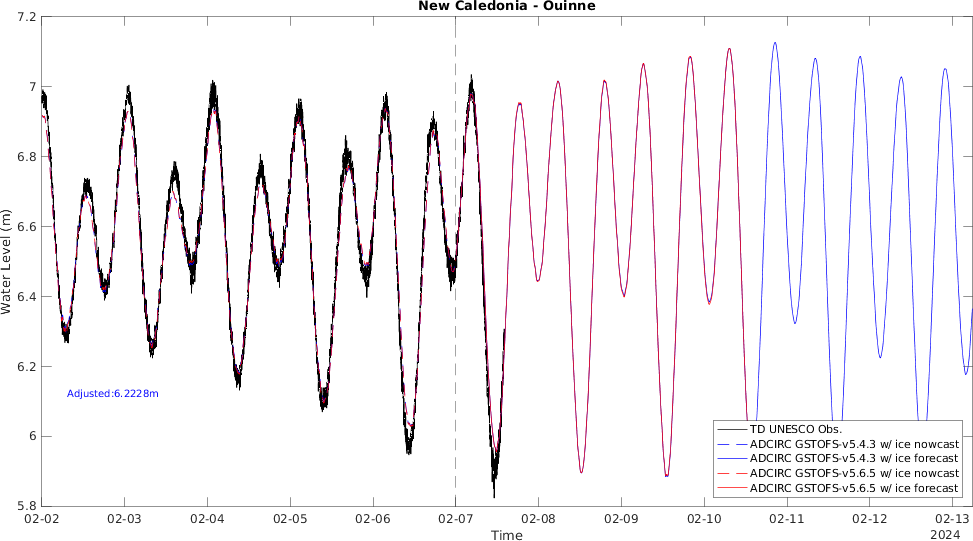 New Caledonia - Ouinne
7.2
7
6.8
6.6
6.4
6.2
6
5.8
Water Level (m)
Adjusted:6.2228m
TD UNESCO Obs.
ADCIRC GSTOFS-v5.4.3 w/ ice nowcast
ADCIRC GSTOFS-v5.4.3 w/ ice forecast
ADCIRC GSTOFS-v5.6.5 w/ ice nowcast
ADCIRC GSTOFS-v5.6.5 w/ ice forecast
02-02 02-03 02-04 02-05 02-06 02-07 02-08 02-09 02-10 02-11 02-12 02-13
Time
2024